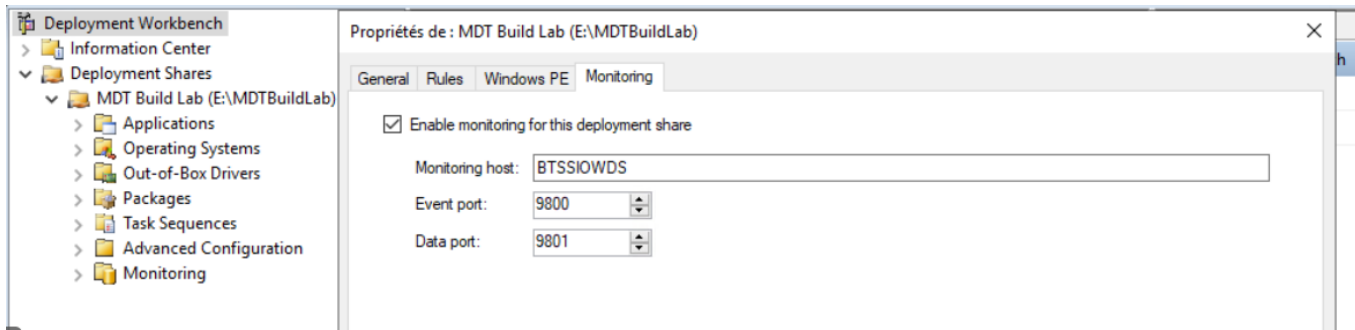 Deployment Workbench
Information Center
Deployment Shares
MDT Build Lab (E:\MDTBuildLab)
Applications
Operating Systems
Out-of-Box Drivers
Packages
Task Sequences
Advanced Configuration
Monitoring
Propriétés de : MDT Build Lab (E:\MDTBuildLab)
General Rules Windows PE Monitoring
Enable monitoring for this deployment share
Monitoring host: BTSSIOWDS
Event port: 9800
Data port: 9801
h